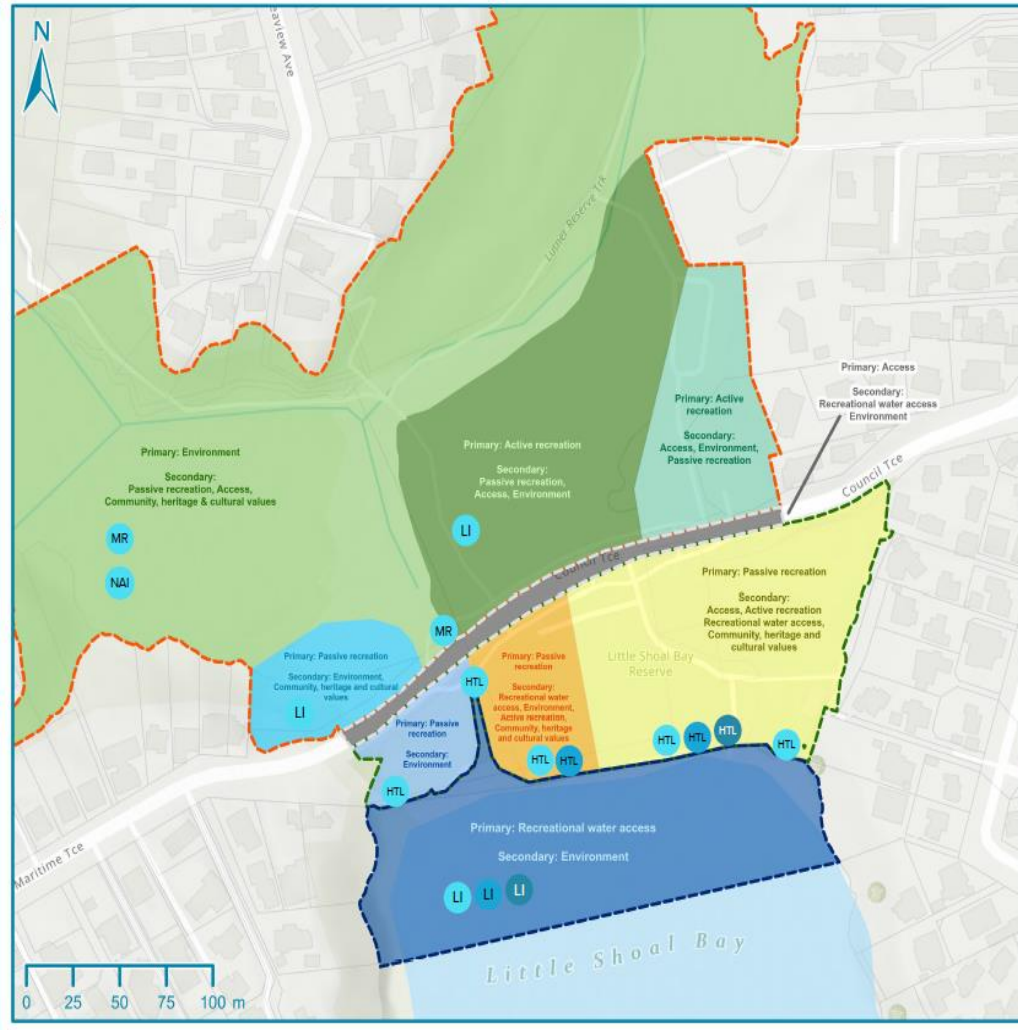 N
eaview Ave
Lutner Reserve Trk
Primary: Access
Secondary:
Recreational water access
Environment
Primary: Active
recreation
Secondary:
Access, Environment,
Passive recreation
Primary: Environment
Secondary:
Passive recreation, Access,
Community, heritage & cultural values
MR
NAI
Primary: Active recreation
Secondary:
Passive recreation,
Access, Environment
LI
Council Tce
Council Tce
Primary: Passive recreation
Secondary:
Access, Active recreation
Recreational water access,
Community, heritage and
cultural values
Little Shoal Bay
Reserve
MR
Primary: Passive recreation
Secondary: Environment,
Community, heritage and cultural
values
LI
HTL
Primary: Passive
recreation
Secondary:
Recreational water
access, Environment,
Active recreation,
Community, heritage
and cultural values
HTL
HTL
HTL
HTL
HTL
HTL
Primary: Passive
recreation
Secondary:
Environment
HTL
Maritime Tce
Primary: Recreational water access
Secondary: Environment
LI
LI
LI
Little Shoal Bay
0 25 50 75 100 m